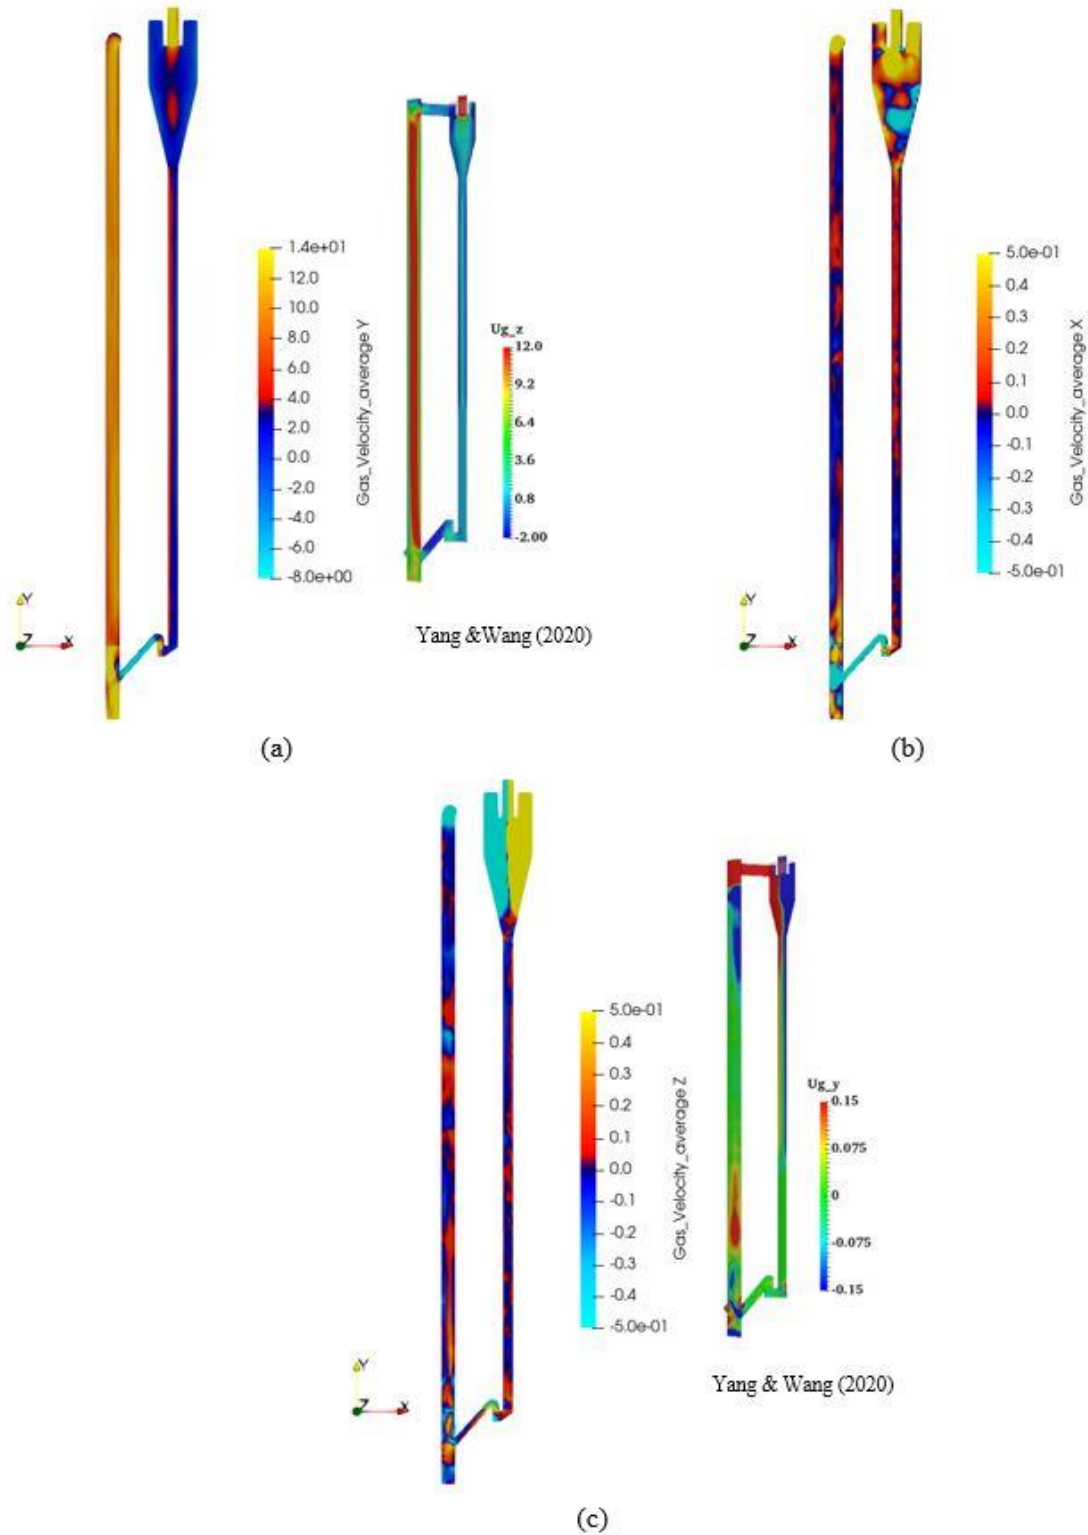 1.4e+01
12.0
10.0
8.0
6.0
4.0
2.0
0.0
-2.0
-4.0
-6.0
-8.0e+00
Gas_Velocity_average Y
Ug_z
12.0
9.2
6.4
3.6
0.8
-2.00
Y
Z
X
Yang &Wang (2020)
(a)
5.0e-01
0.4
0.3
0.2
0.1
0.0
-0.1
-0.2
-0.3
-0.4
-5.0e-01
Gas_Velocity_average X
Y
Z
X
(b)
5.0e-01
0.4
0.3
0.2
0.1
0.0
-0.1
-0.2
-0.3
-0.4
-5.0e-01
Gas_Velocity_average Z
Ug_y
0.15
0.075
0
-0.075
-0.15
Y
Z
X
Yang & Wang (2020)
(c)